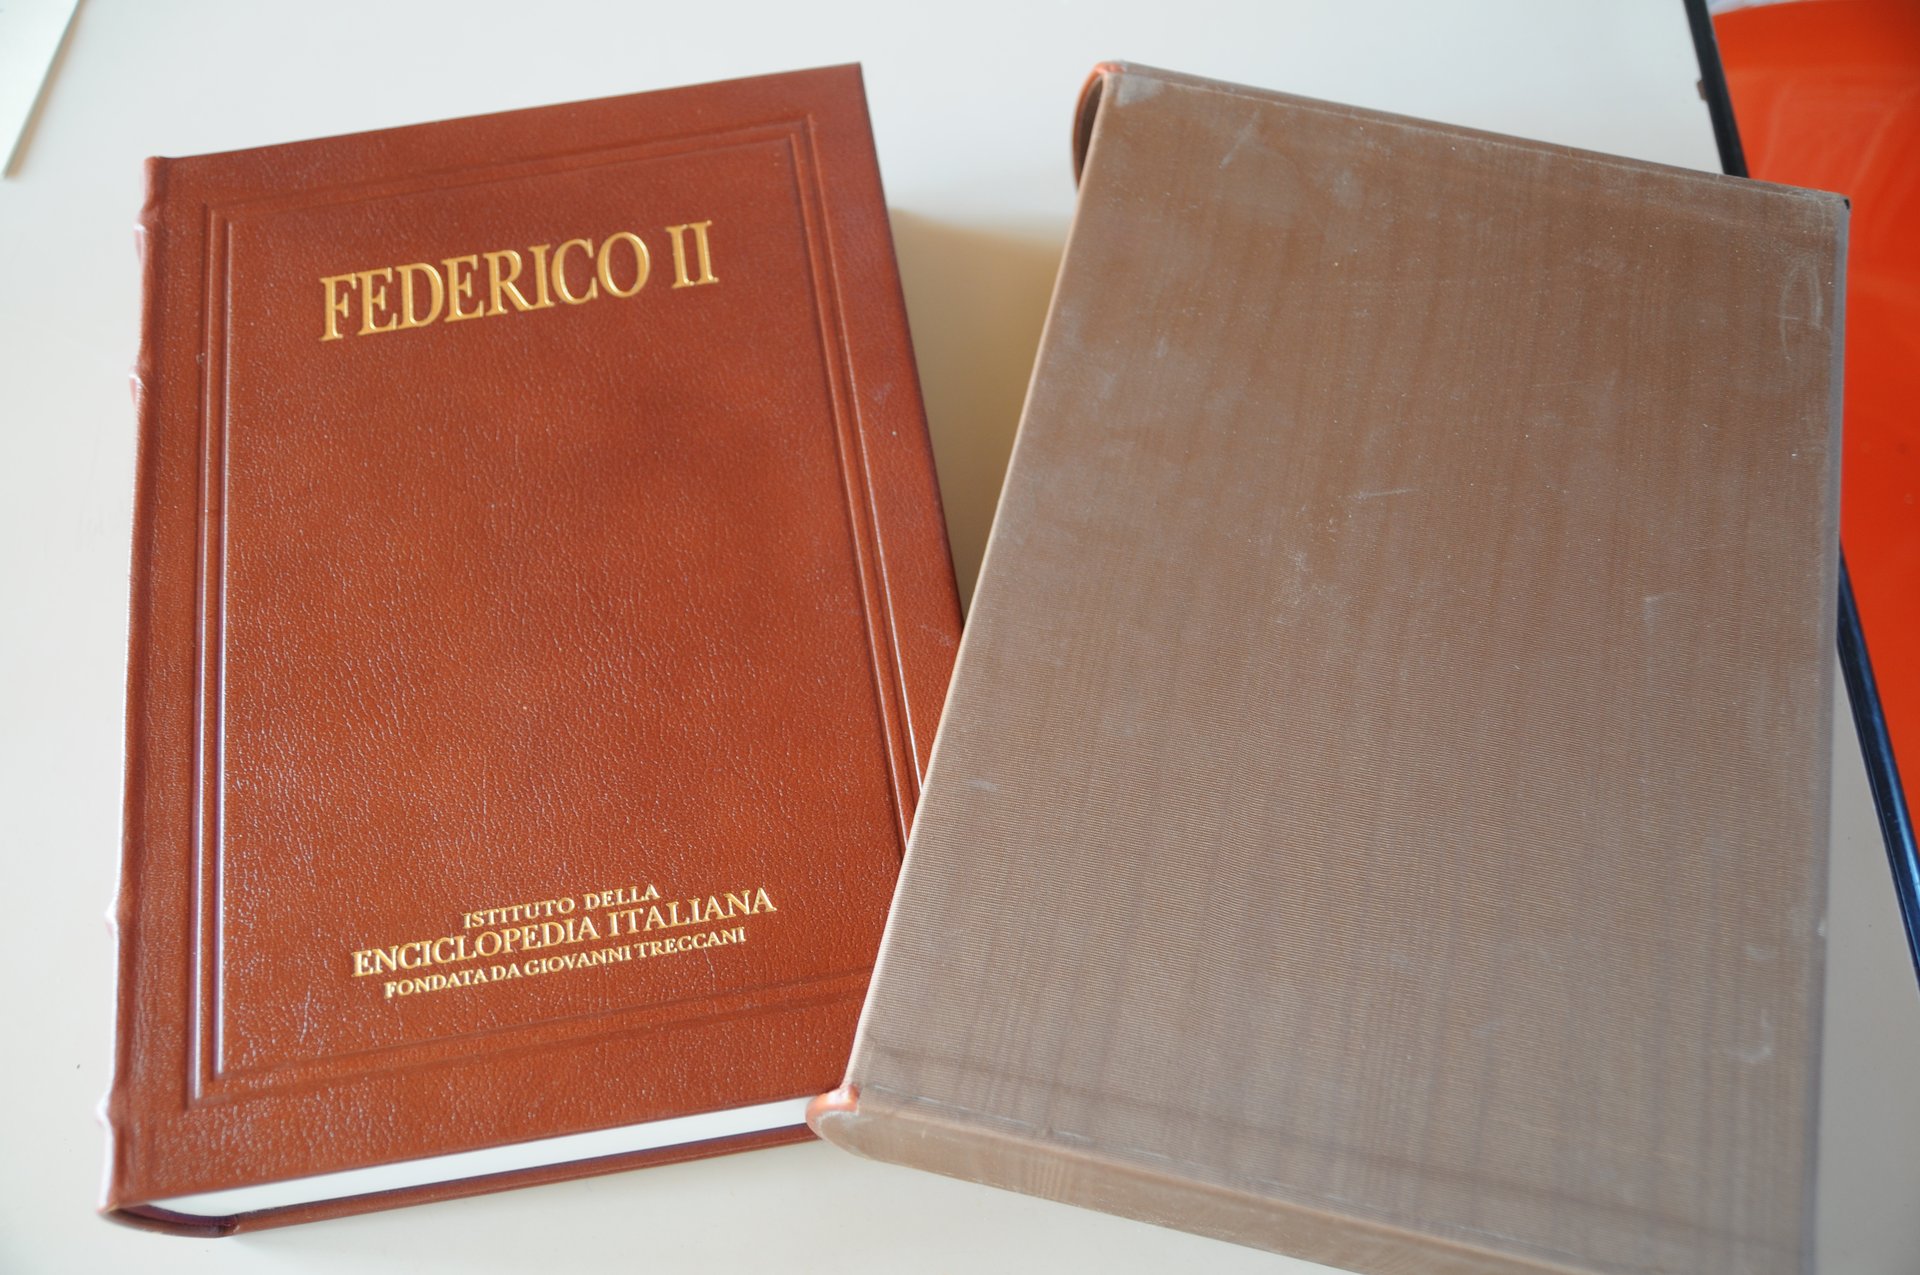 FEDERICO II
ISTITUTO DELLA
ENCICLOPEDIA ITALIANA
FONDATA DA GIOVANNI TRECCANI